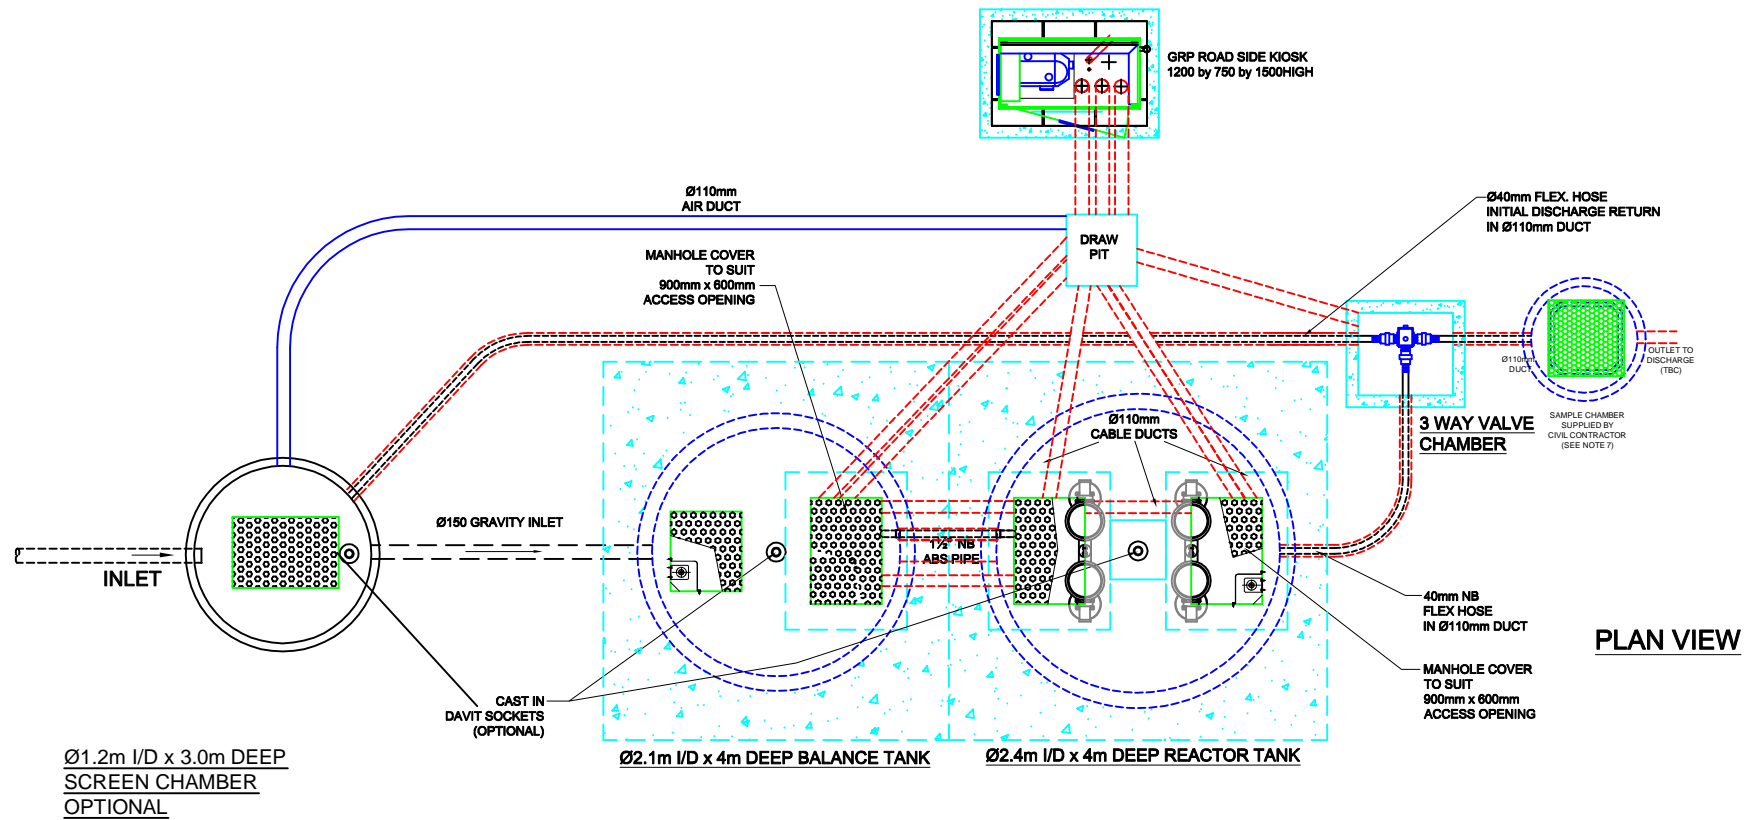 GRP ROAD SIDE KIOSK
1200 by 750 by 1500HIGH
Ø110mm
AIR DUCT
Ø40mm FLEX. HOSE
INITIAL DISCHARGE RETURN
IN Ø110mm DUCT
DRAW
PIT
MANHOLE COVER
TO SUIT
900mm x 600mm
ACCESS OPENING
Ø110mm
DUCT
OUTLET TO
DISCHARGE
(TBC)
3 WAY VALVE
CHAMBER
SAMPLE CHAMBER
SUPPLIED BY
CIVIL CONTRACTOR
(SEE NOTE 7)
Ø110mm
CABLE DUCTS
Ø150 GRAVITY INLET
INLET
1½" NB
ABS PIPE
40mm NB
FLEX HOSE
IN Ø110mm DUCT
PLAN VIEW
MANHOLE COVER
TO SUIT
900mm x 600mm
ACCESS OPENING
CAST IN
DAVIT SOCKETS
(OPTIONAL)
Ø1.2m I/D x 3.0m DEEP
SCREEN CHAMBER
OPTIONAL
Ø2.1m I/D x 4m DEEP BALANCE TANK
Ø2.4m I/D x 4m DEEP REACTOR TANK